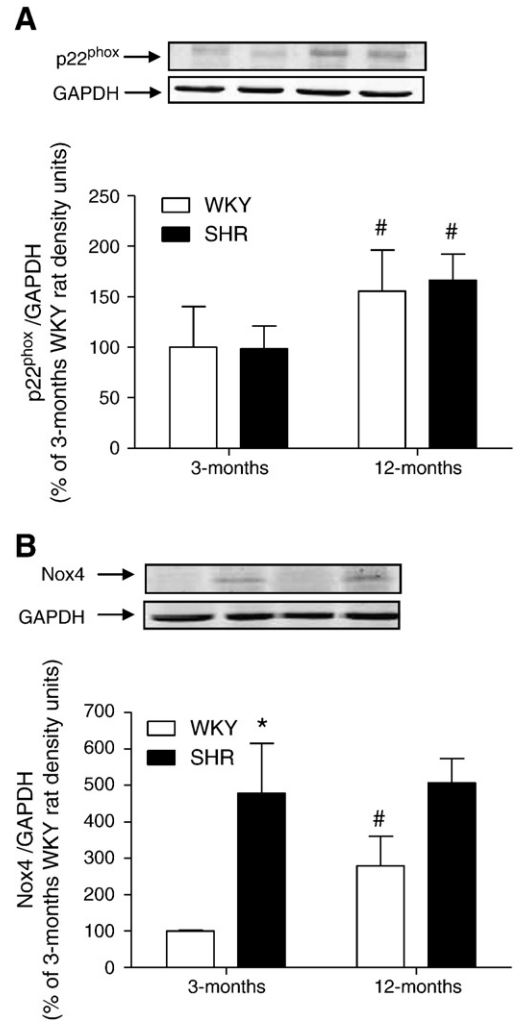 A
p22phox
GAPDH
p22phox /GAPDH
(% of 3-months WKY rat density units)
250
200
150
100
50
0
WKY
SHR
#
#
3-months
12-months
B
Nox4
GAPDH
Nox4 /GAPDH
(% of 3-months WKY rat density units)
700
600
500
400
300
200
100
0
WKY
SHR
*
#
3-months
12-months